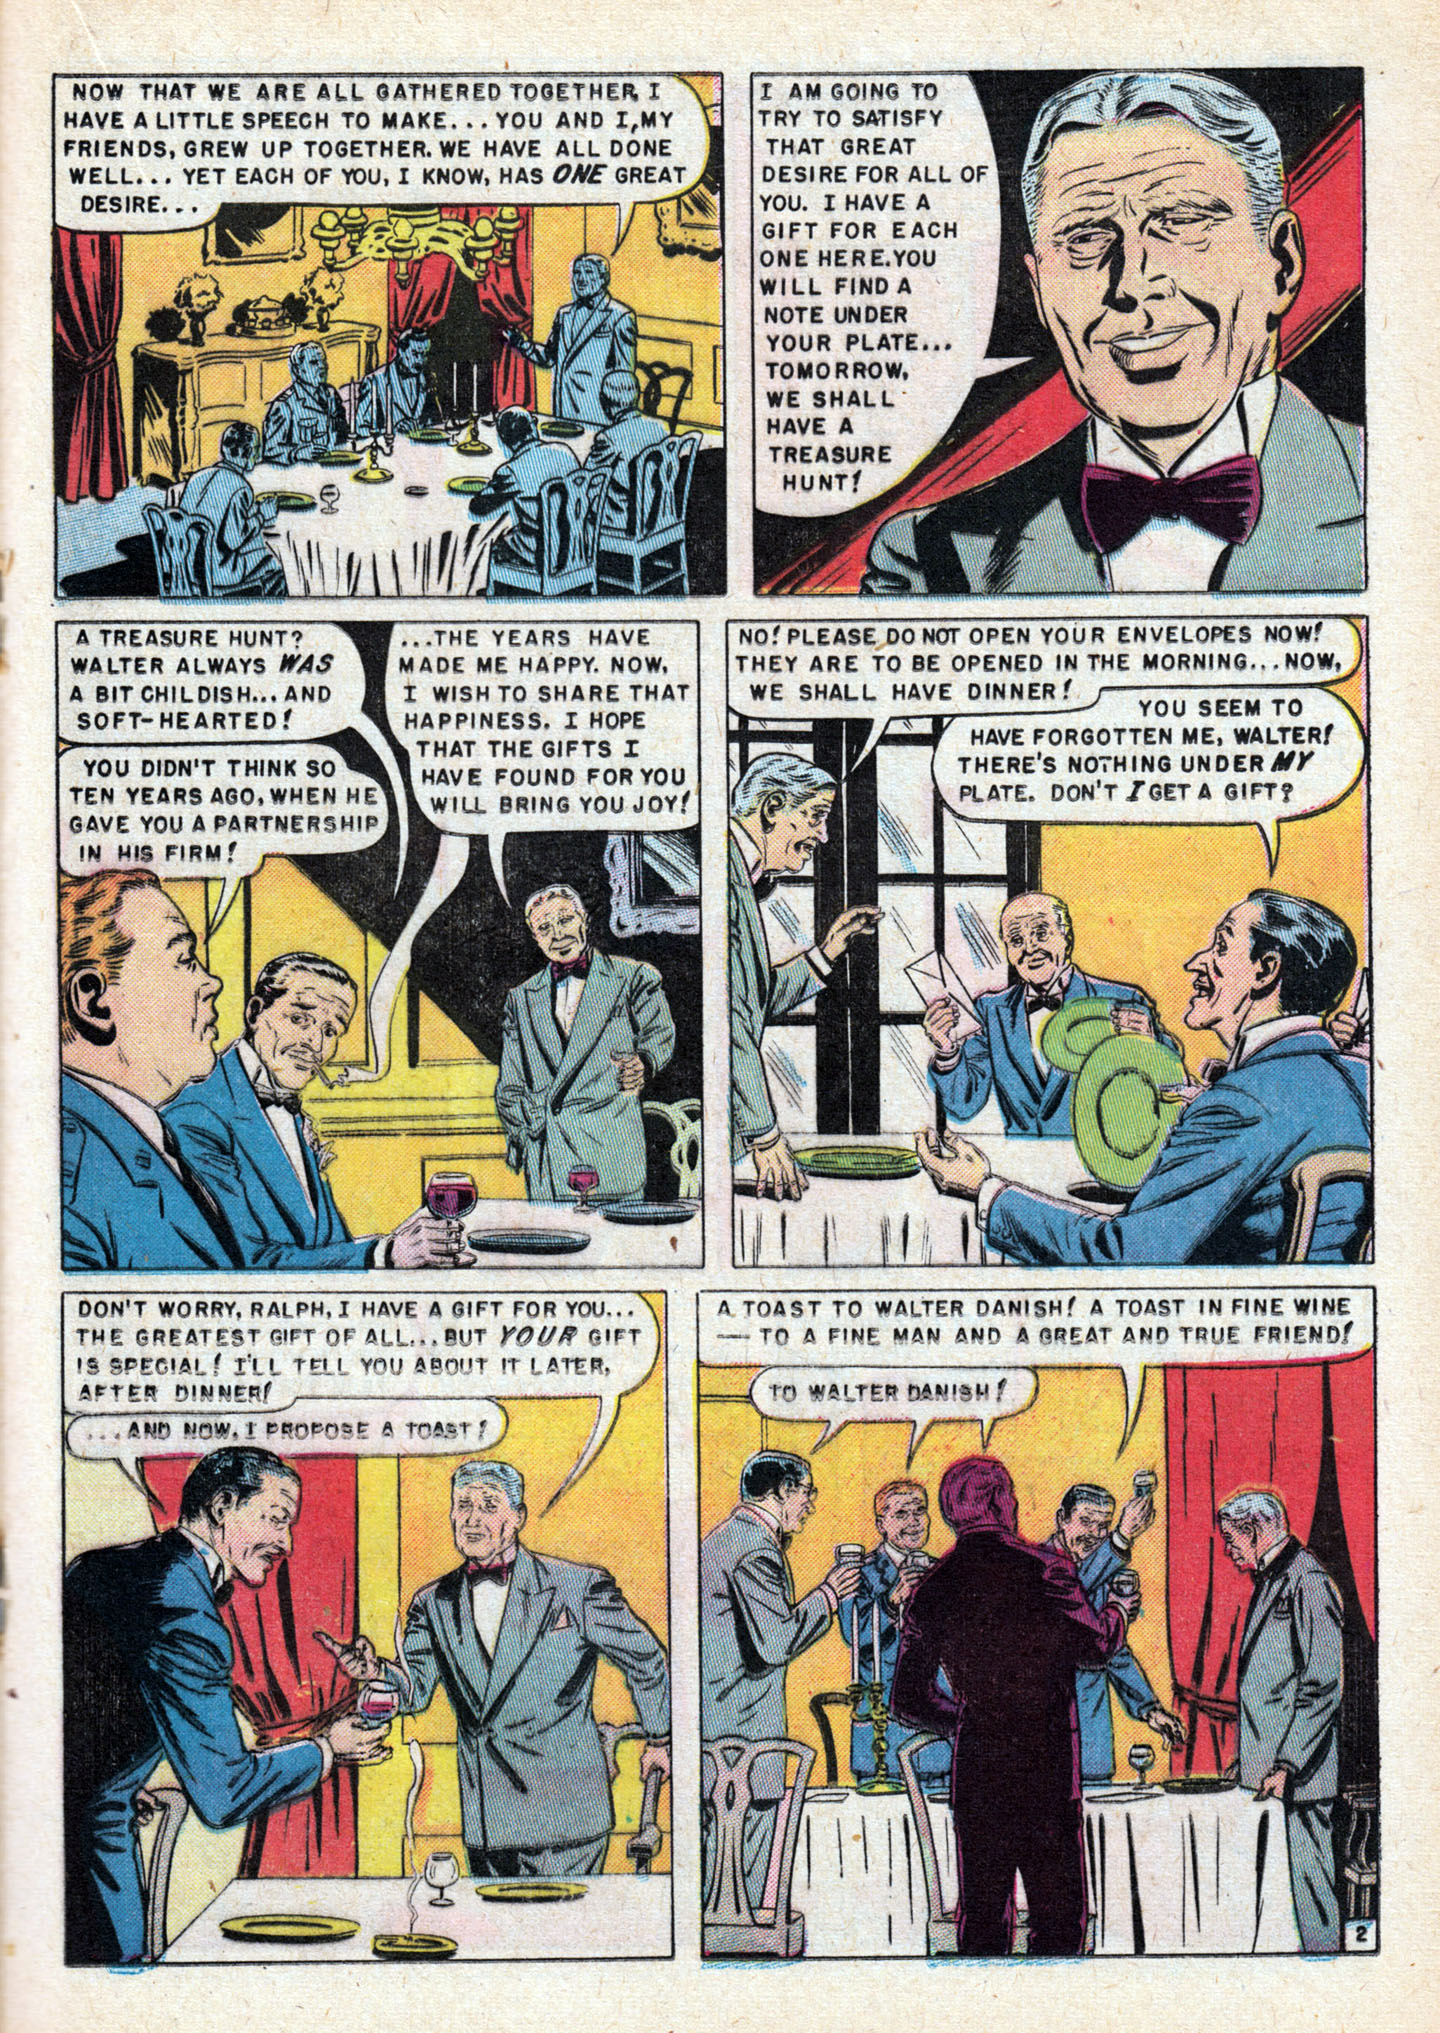 NOW THAT WE ARE ALL GATHERED TOGETHER, I
HAVE A LITTLE SPEECH TO MAKE... YOU AND I, MY
FRIENDS, GREW UP TOGETHER. WE HAVE ALL DONE
WELL... YET EACH OF YOU, I KNOW, HAS ONE GREAT
DESIRE...
I AM GOING TO
TRY TO SATISFY
THAT GREAT
DESIRE FOR ALL OF
YOU. I HAVE A
GIFT FOR EACH
ONE HERE. YOU
WILL FIND A
NOTE UNDER
YOUR PLATE...
TOMORROW,
WE SHALL
HAVE A
TREASURE
HUNT!
A TREASURE HUNT?
WALTER ALWAYS WAS
A BIT CHILDISH... AND
SOFT-HEARTED!
YOU DIDN'T THINK SO
TEN YEARS AGO, WHEN HE
GAVE YOU A PARTNERSHIP
IN HIS FIRM!
...THE YEARS HAVE
MADE ME HAPPY. NOW,
I WISH TO SHARE THAT
HAPPINESS. I HOPE
THAT THE GIFTS I
HAVE FOUND FOR YOU
WILL BRING YOU JOY!
NO! PLEASE DO NOT OPEN YOUR ENVELOPES NOW!
THEY ARE TO BE OPENED IN THE MORNING... NOW,
WE SHALL HAVE DINNER!
YOU SEEM TO
HAVE FORGOTTEN ME, WALTER!
THERE'S NOTHING UNDER MY
PLATE. DON'T I GET A GIFT?
DON'T WORRY, RALPH, I HAVE A GIFT FOR YOU...
THE GREATEST GIFT OF ALL... BUT YOUR GIFT
IS SPECIAL! I'LL TELL YOU ABOUT IT LATER,
AFTER DINNER!
...AND NOW, I PROPOSE A TOAST!
A TOAST TO WALTER DANISH! A TOAST IN FINE WINE
— TO A FINE MAN AND A GREAT AND TRUE FRIEND!
TO WALTER DANISH!
2